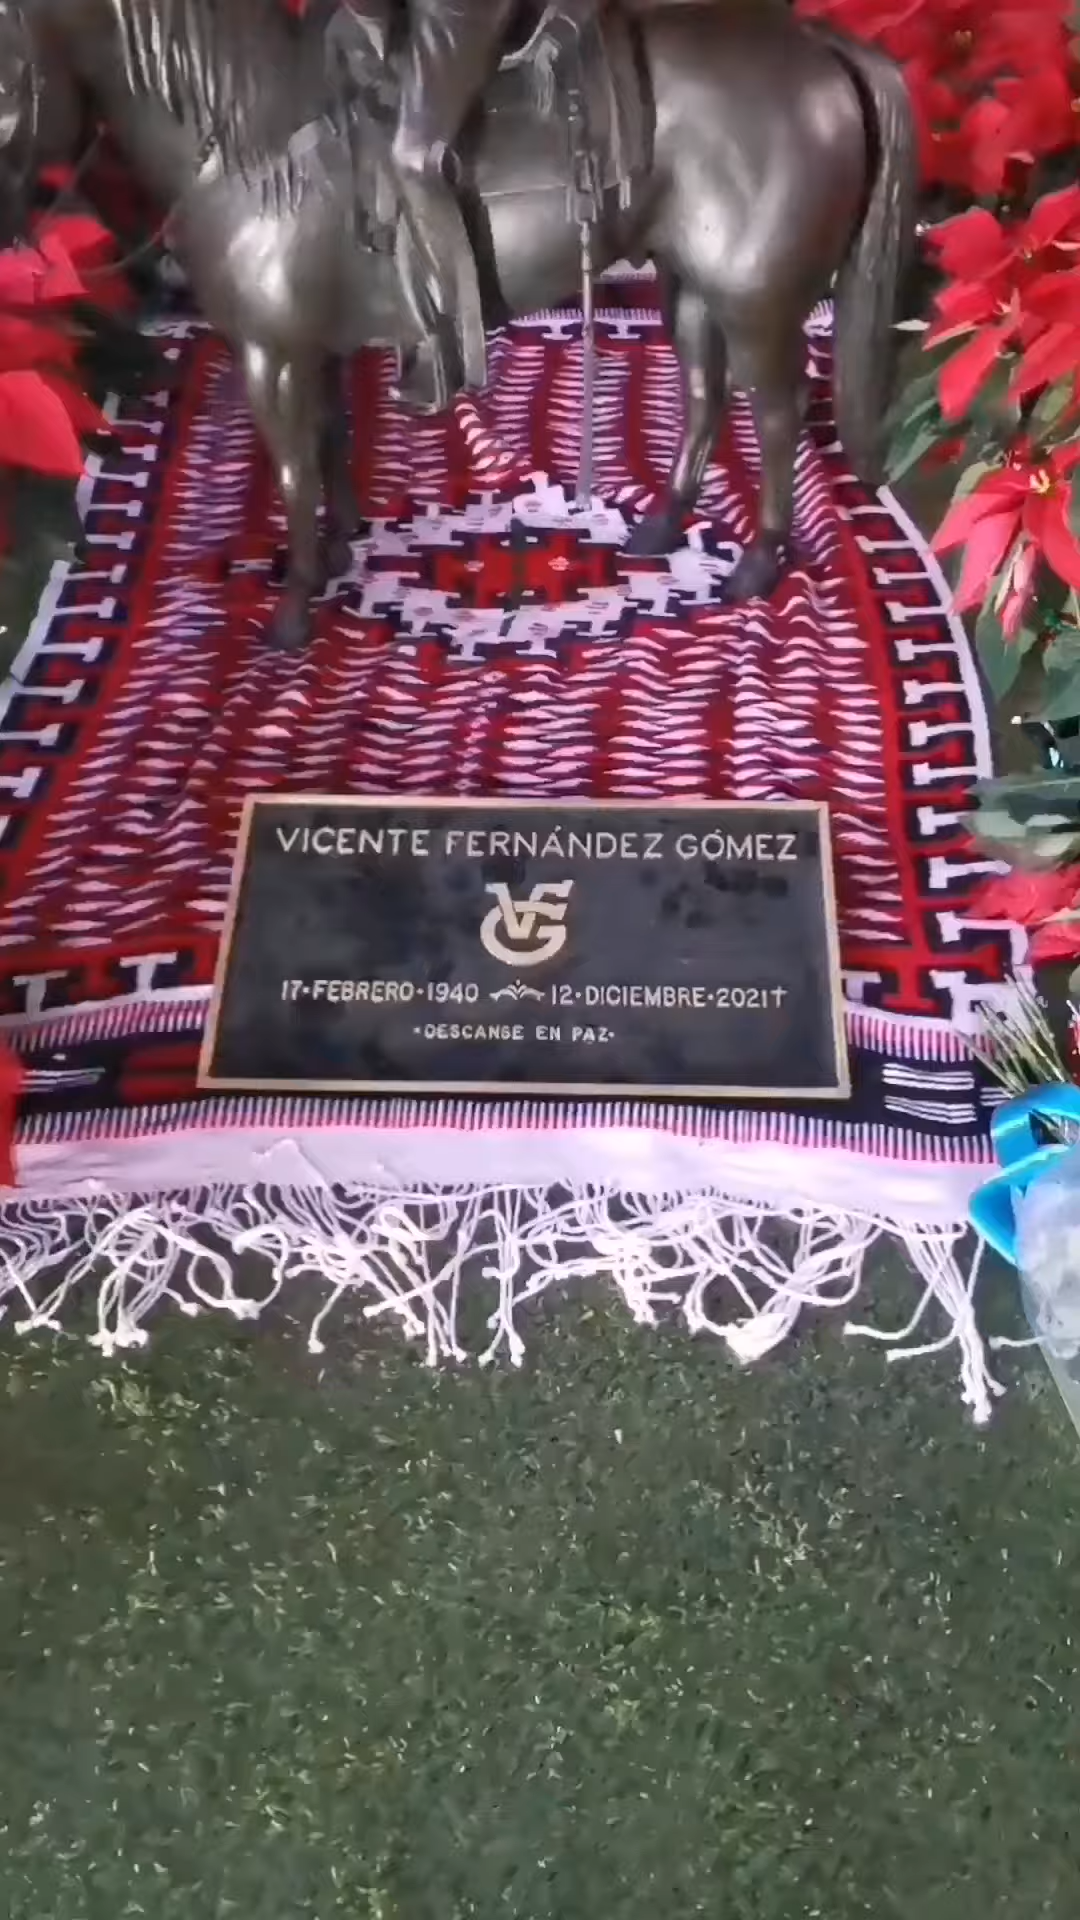 VICENTE FERNÁNDEZ GÓMEZ
VFG
17·FEBRERO·1940 12·DICIEMBRE·2021†
·DESCANSE EN PAZ·